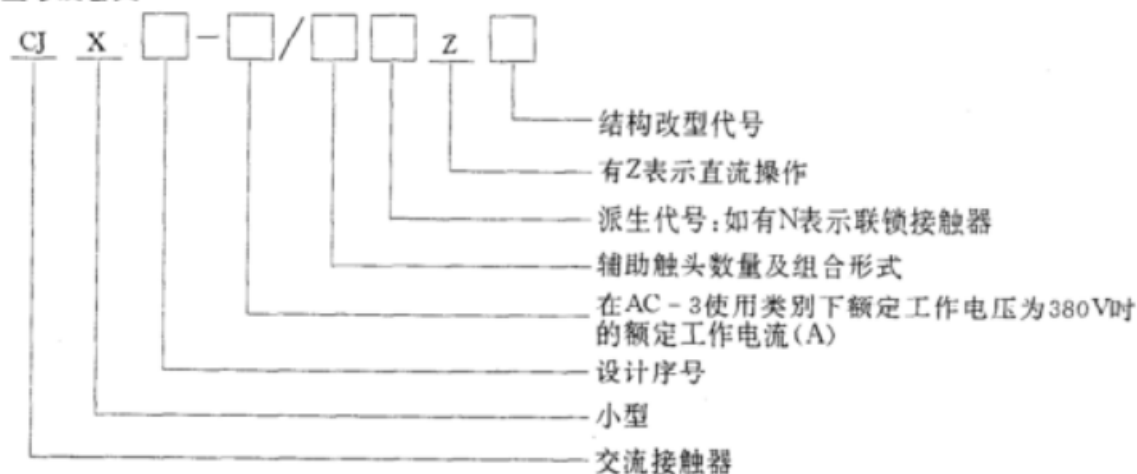 CJ X □-□/□□ Z □
结构改型代号
有Z表示直流操作
派生代号:如有N表示联锁接触器
辅助触头数量及组合形式
在AC-3使用类别下额定工作电压为380V时
的额定工作电流(A)
设计序号
小型
交流接触器